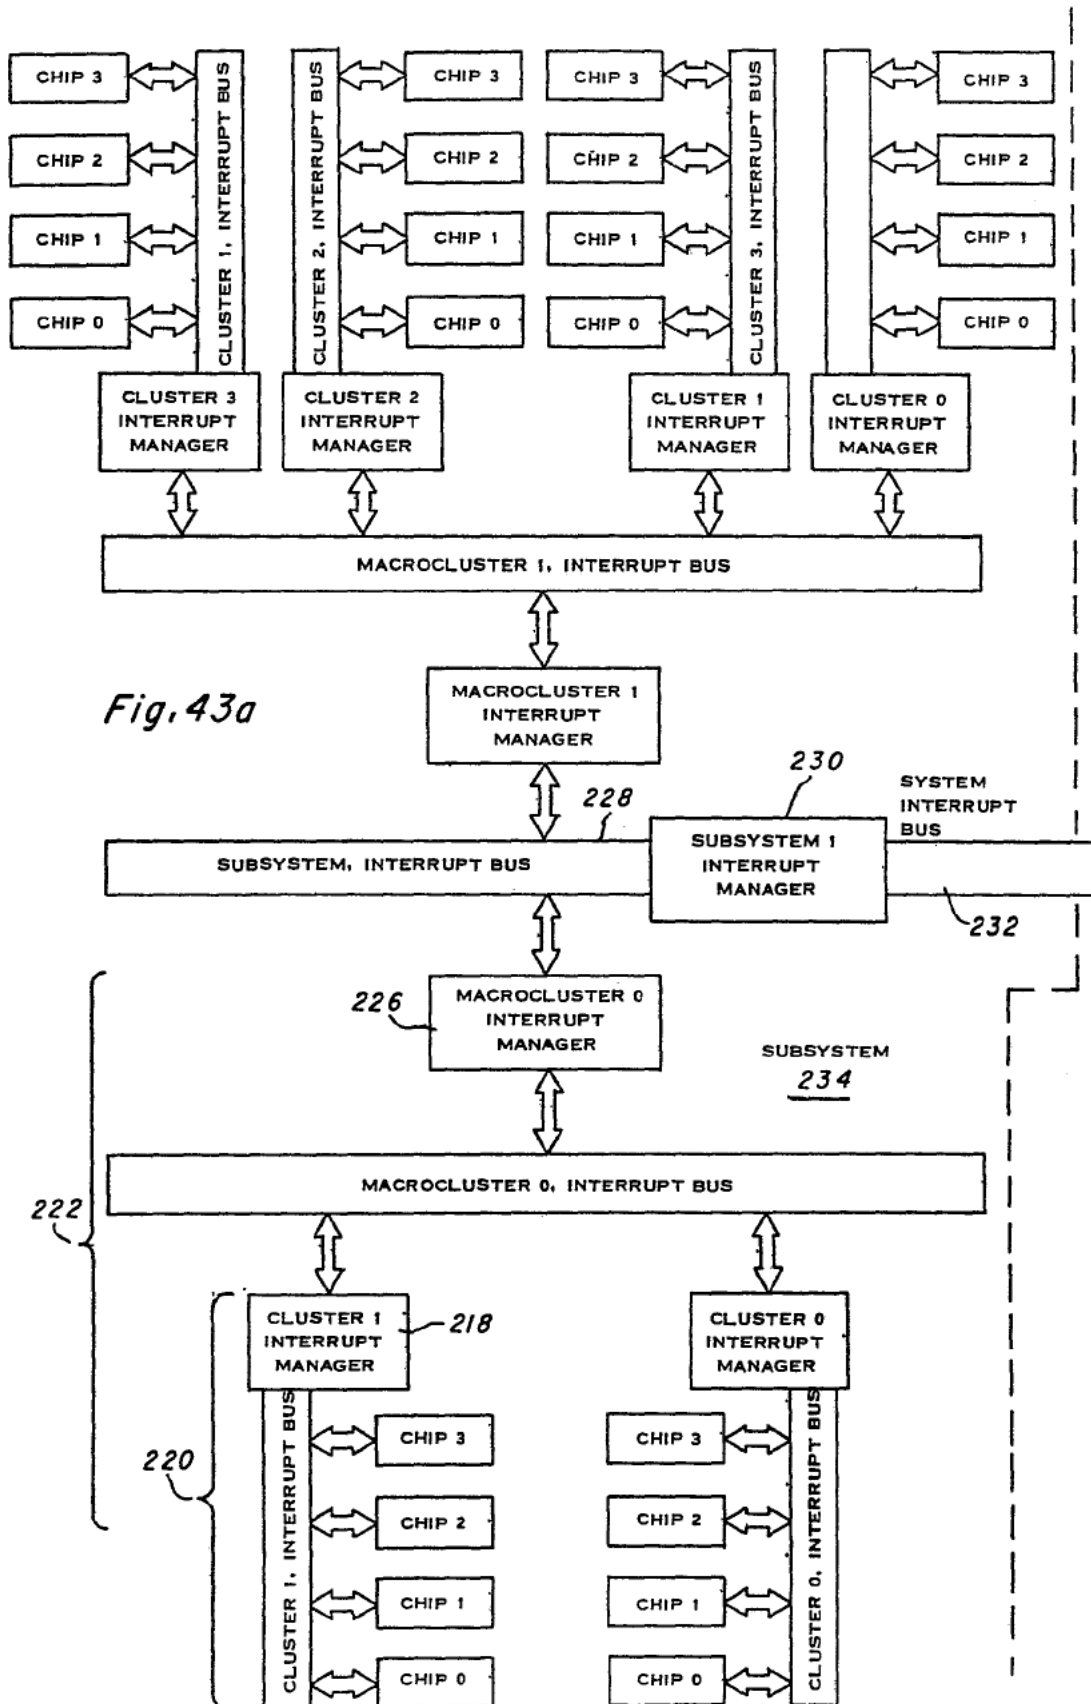 CHIP 3
CHIP 2
CHIP 1
CHIP 0
CLUSTER 1, INTERRUPT BUS
CLUSTER 3
INTERRUPT
MANAGER
CLUSTER 2, INTERRUPT BUS
CHIP 3
CHIP 2
CHIP 1
CHIP 0
CLUSTER 2
INTERRUPT
MANAGER
CHIP 3
CHIP 2
CHIP 1
CHIP 0
CLUSTER 3, INTERRUPT BUS
CLUSTER 1
INTERRUPT
MANAGER
CHIP 3
CHIP 2
CHIP 1
CHIP 0
CLUSTER 0
INTERRUPT
MANAGER
MACROCLUSTER 1, INTERRUPT BUS
MACROCLUSTER 1
INTERRUPT
MANAGER
Fig. 43a
228
230
SYSTEM
INTERRUPT
BUS
SUBSYSTEM, INTERRUPT BUS
SUBSYSTEM 1
INTERRUPT
MANAGER
232
226
MACROCLUSTER 0
INTERRUPT
MANAGER
SUBSYSTEM
234
MACROCLUSTER 0, INTERRUPT BUS
222
CLUSTER 1
INTERRUPT
MANAGER
218
CLUSTER 0
INTERRUPT
MANAGER
220
CLUSTER 1, INTERRUPT BUS
CHIP 3
CHIP 2
CHIP 1
CHIP 0
CHIP 3
CHIP 2
CHIP 1
CHIP 0
CLUSTER 0, INTERRUPT BUS